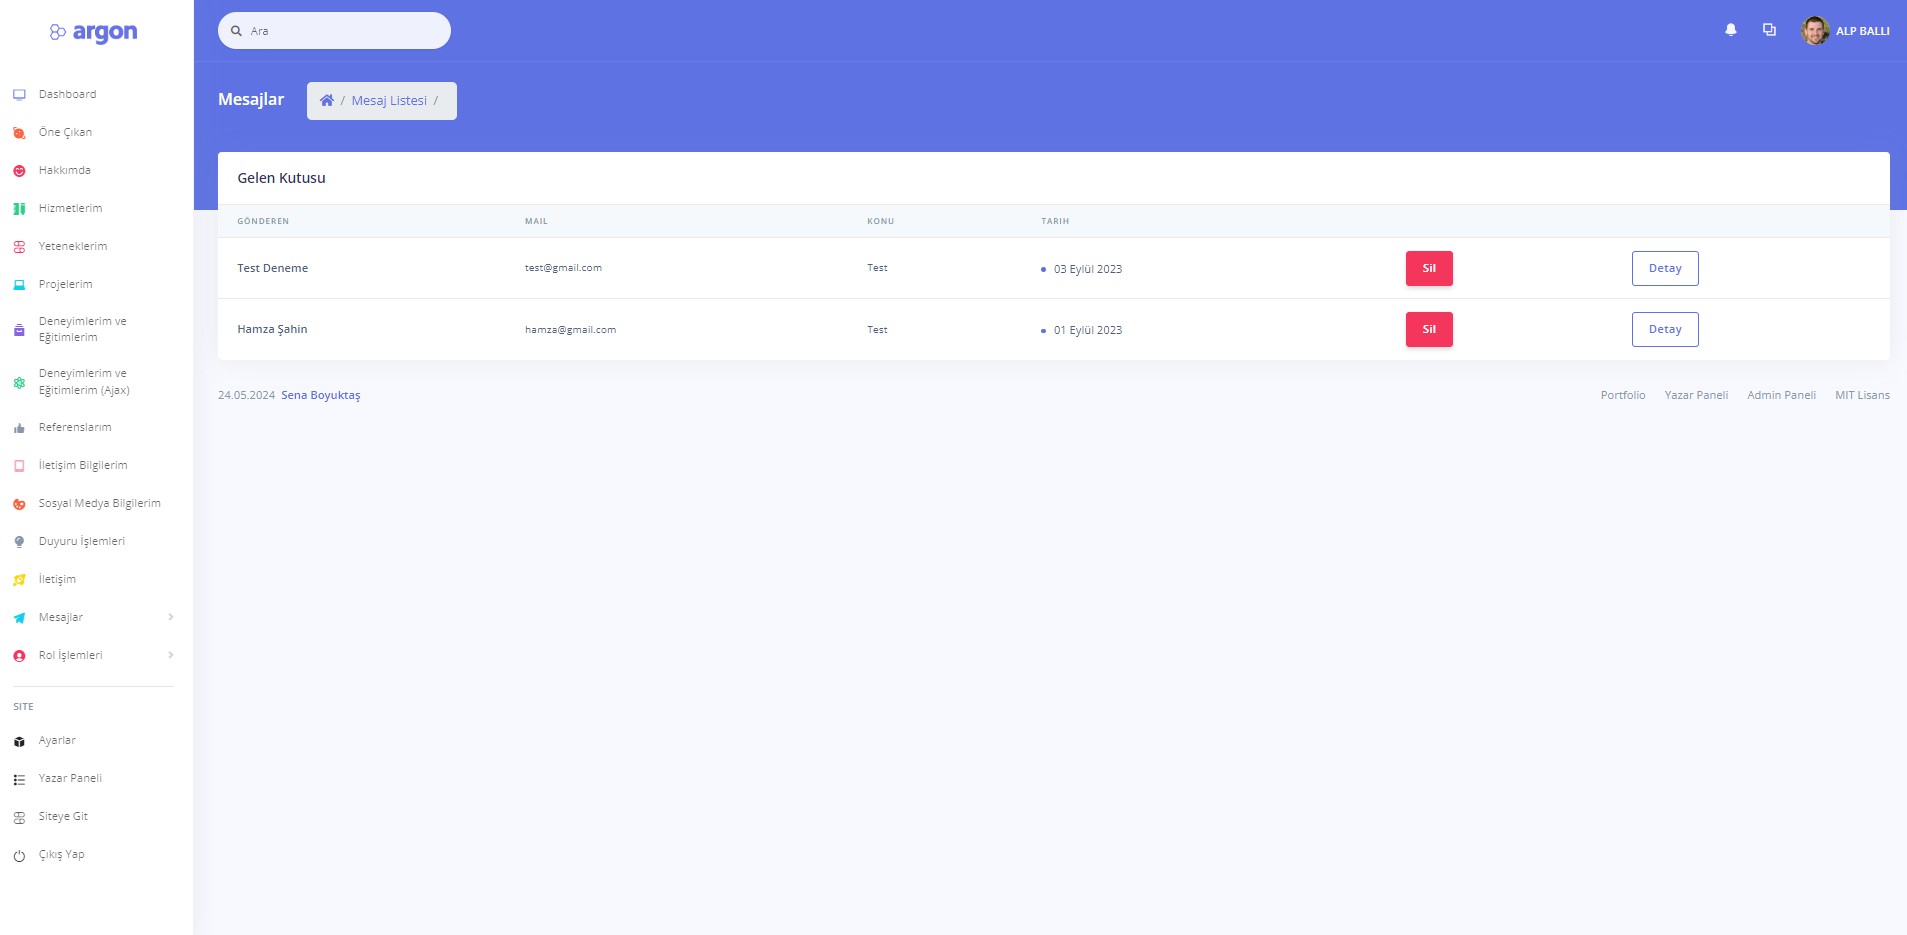 argon
Ara
ALP BALLI
Dashboard
Öne Çıkan
Hakkımda
Hizmetlerim
Yeteneklerim
Projelerim
Deneyimlerim ve
Eğitimlerim
Deneyimlerim ve
Eğitimlerim (Ajax)
Referenslarım
İletişim Bilgilerim
Sosyal Medya Bilgilerim
Duyuru İşlemleri
İletişim
Mesajlar
Rol İşlemleri
SITE
Ayarlar
Yazar Paneli
Siteye Git
Çıkış Yap
Mesajlar / Mesaj Listesi /
Gelen Kutusu
GÖNDEREN MAIL KONU TARIH
Test Deneme test@gmail.com Test 03 Eylül 2023 Sil Detay
Hamza Şahin hamza@gmail.com Test 01 Eylül 2023 Sil Detay
24.05.2024 Sena Boyuktaş Portfolio Yazar Paneli Admin Paneli MIT Lisans